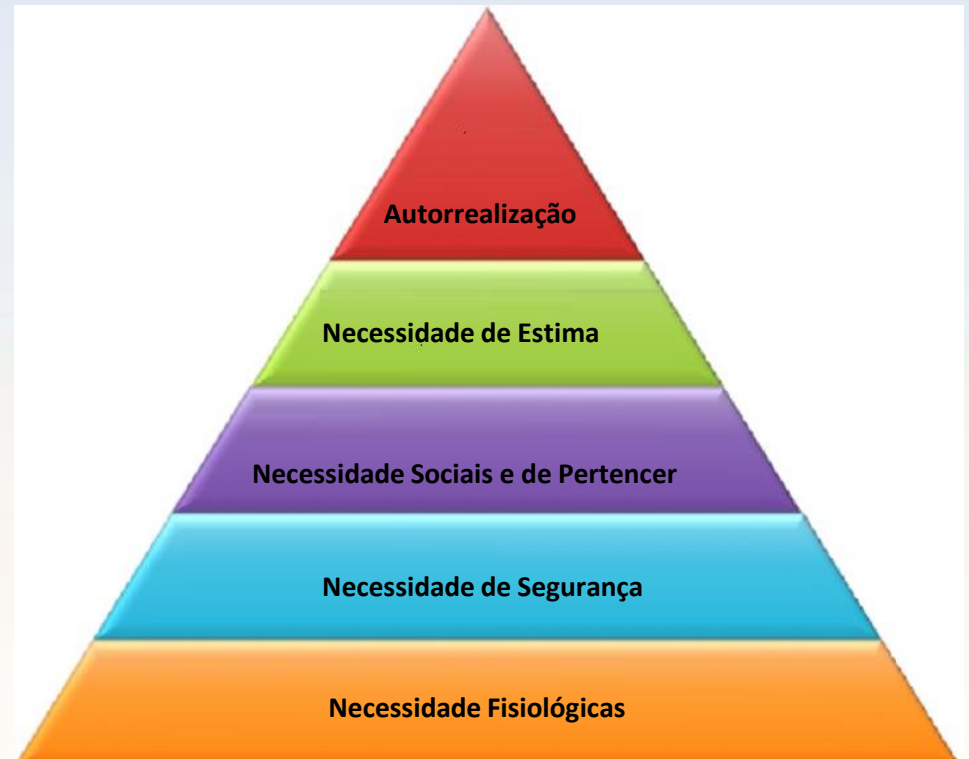 Autorrealização
Necessidade de Estima
Necessidade Sociais e de Pertencer
Necessidade de Segurança
Necessidade Fisiológicas